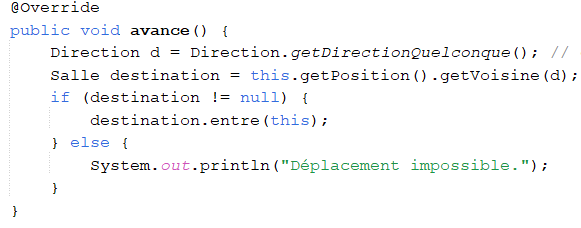 @Override
public void avance() {
    Direction d = Direction.getDirectionQuelconque(); //
    Salle destination = this.getPosition().getVoisine(d);
    if (destination != null) {
        destination.entre(this);
    } else {
        System.out.println("Déplacement impossible.");
    }
}